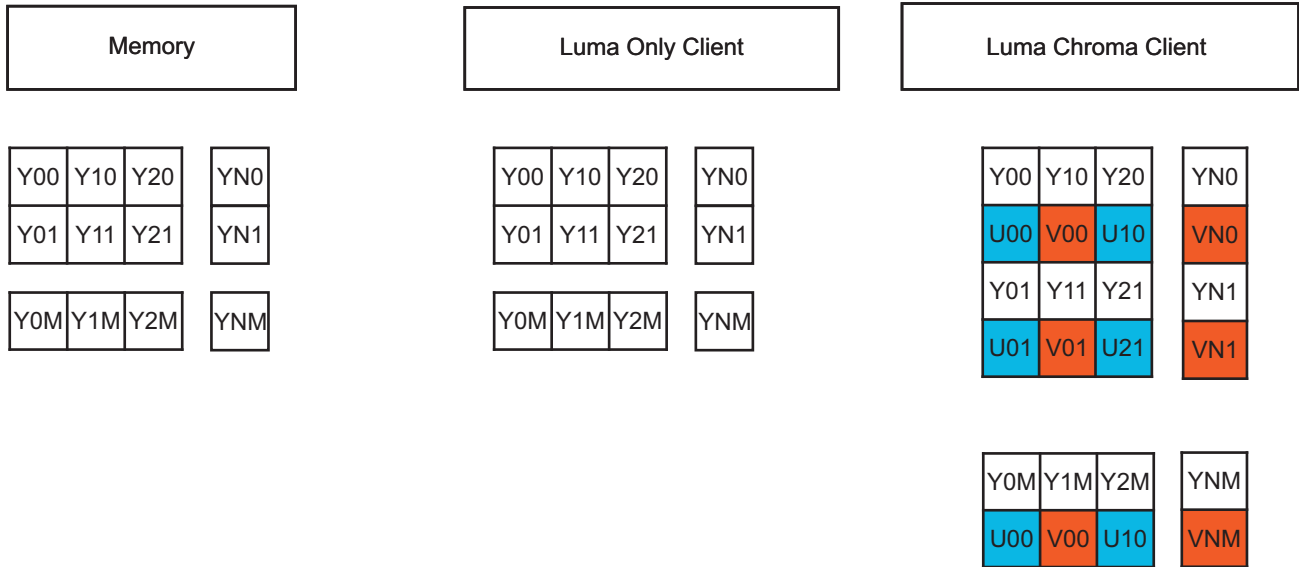 Memory
Luma Only Client
Luma Chroma Client
Y00 Y10 Y20 YN0
Y01 Y11 Y21 YN1
Y0M Y1M Y2M YNM
Y00 Y10 Y20 YN0
Y01 Y11 Y21 YN1
Y0M Y1M Y2M YNM
Y00 Y10 Y20 YN0
U00 V00 U10 VN0
Y01 Y11 Y21 YN1
U01 V01 U21 VN1
Y0M Y1M Y2M YNM
U00 V00 U10 VNM